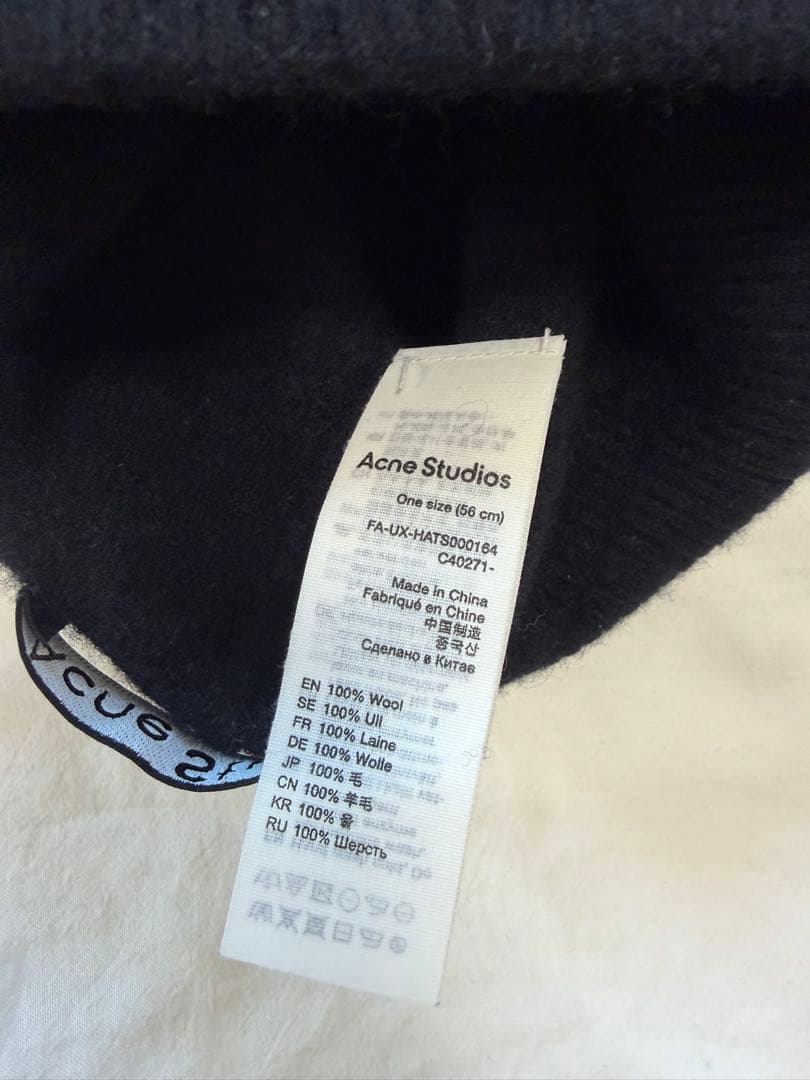 Acne Studios
One size (56 cm)
FA-UX-HATS000164
C40271-
Made in China
Fabriqué en Chine
中国制造
중국산
Сделано в Китае
EN 100% Wool
SE 100% Ull
FR 100% Laine
DE 100% Wolle
JP 100% 毛
CN 100% 羊毛
KR 100% 울
RU 100% Шерсть
Acne St